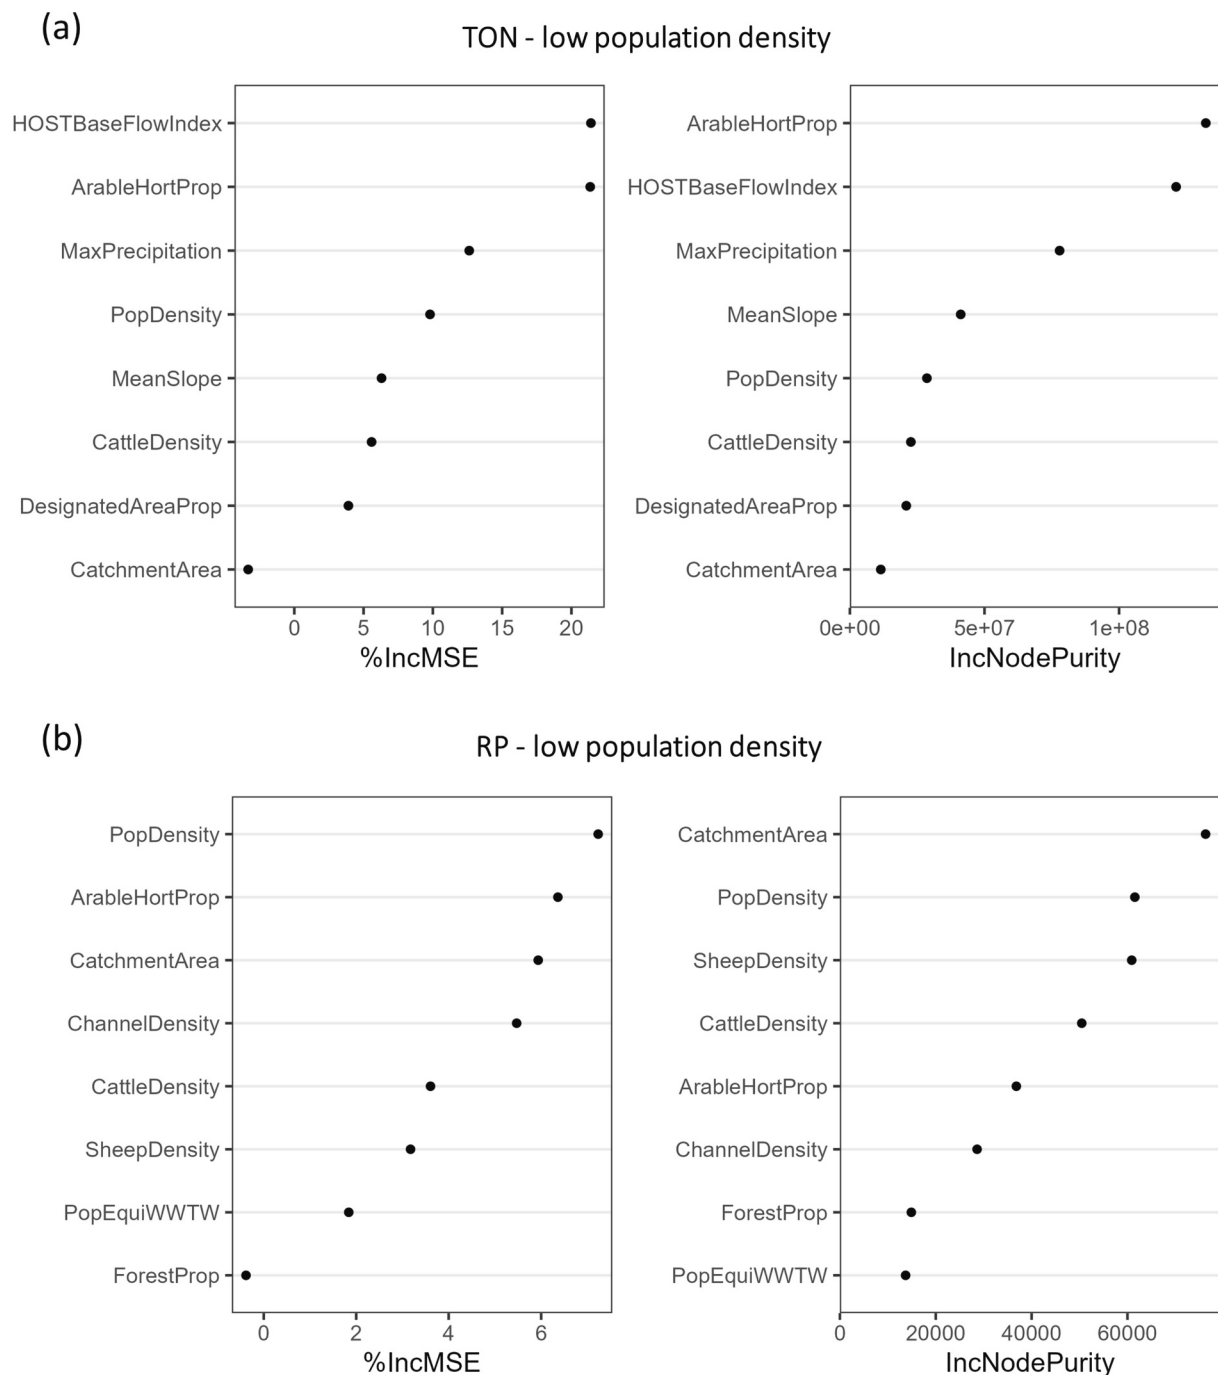 (a)
TON - low population density
HOSTBaseFlowIndex
ArableHortProp
MaxPrecipitation
PopDensity
MeanSlope
CattleDensity
DesignatedAreaProp
CatchmentArea
0 5 10 15 20
%IncMSE
ArableHortProp
HOSTBaseFlowIndex
MaxPrecipitation
MeanSlope
PopDensity
CattleDensity
DesignatedAreaProp
CatchmentArea
0e+00 5e+07 1e+08
IncNodePurity
(b)
RP - low population density
PopDensity
ArableHortProp
CatchmentArea
ChannelDensity
CattleDensity
SheepDensity
PopEquiWWTW
ForestProp
0 2 4 6
%IncMSE
CatchmentArea
PopDensity
SheepDensity
CattleDensity
ArableHortProp
ChannelDensity
ForestProp
PopEquiWWTW
0 20000 40000 60000
IncNodePurity